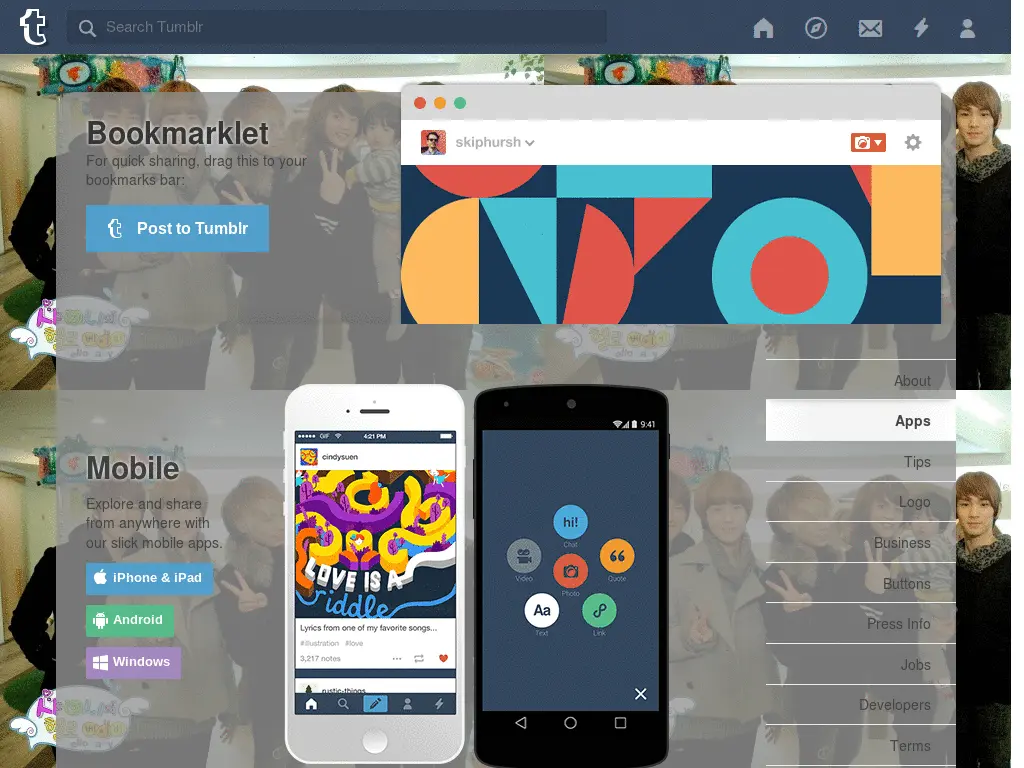 t
Search Tumblr
Bookmarklet
For quick sharing, drag this to your
bookmarks bar:
Post to Tumblr
skiphursh
Mobile
Explore and share
from anywhere with
our slick mobile apps.
iPhone & iPad
Android
Windows
GIF
4:21 PM
cindysuen
LOVE IS A
riddle
Lyrics from one of my favorite songs...
#illustration #love
3,217 notes
rustic-things
9:41
hi!
Chat
Video
Photo
Quote
Aa
Text
Link
About
Apps
Tips
Logo
Business
Buttons
Press Info
Jobs
Developers
Terms